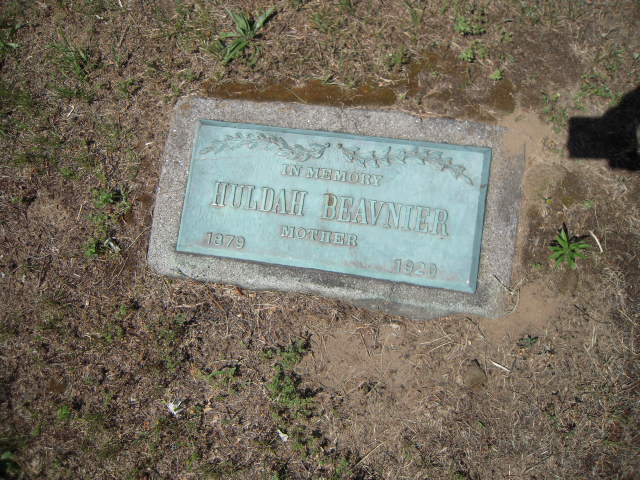 IN MEMORY
HULDAH BEAVNIER
MOTHER
1879 1920